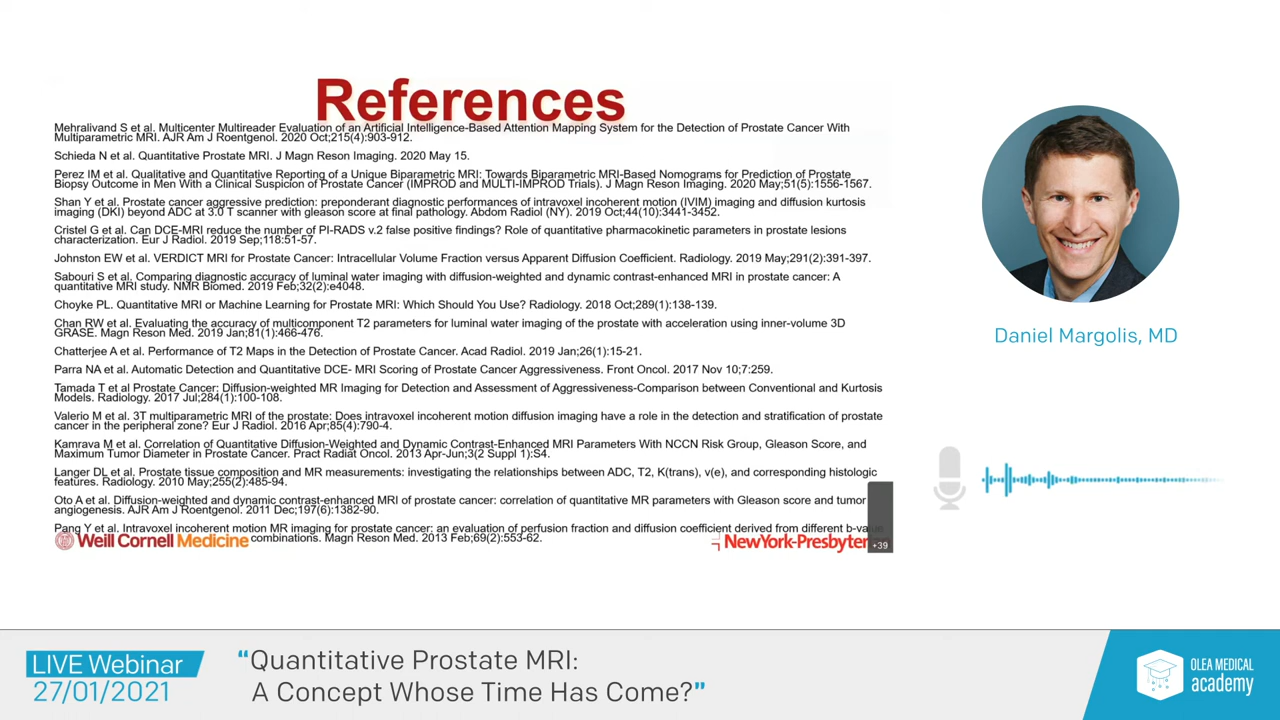 References
Mehralivand S et al. Multicenter Multireader Evaluation of an Artificial Intelligence-Based Attention Mapping System for the Detection of Prostate Cancer With
Multiparametric MRI. AJR Am J Roentgenol. 2020 Oct;215(4):903-912.
Schieda N et al. Quantitative Prostate MRI. J Magn Reson Imaging. 2020 May 15.
Perez IM et al. Qualitative and Quantitative Reporting of a Unique Biparametric MRI: Towards Biparametric MRI-Based Nomograms for Prediction of Prostate
Biopsy Outcome in Men With a Clinical Suspicion of Prostate Cancer (IMPROD and MULTI-IMPROD Trials). J Magn Reson Imaging. 2020 May;51(5):1556-1567.
Shan Y et al. Prostate cancer aggressive prediction: preponderant diagnostic performances of intravoxel incoherent motion (IVIM) imaging and diffusion kurtosis
imaging (DKI) beyond ADC at 3.0 T scanner with gleason score at final pathology. Abdom Radiol (NY). 2019 Oct;44(10):3441-3452.
Cristel G et al. Can DCE-MRI reduce the number of PI-RADS v.2 false positive findings? Role of quantitative pharmacokinetic parameters in prostate lesions
characterization. Eur J Radiol. 2019 Sep;118:51-57.
Johnston EW et al. VERDICT MRI for Prostate Cancer: Intracellular Volume Fraction versus Apparent Diffusion Coefficient. Radiology. 2019 May;291(2):391-397.
Sabouri S et al. Comparing diagnostic accuracy of luminal water imaging with diffusion-weighted and dynamic contrast-enhanced MRI in prostate cancer: A
quantitative MRI study. NMR Biomed. 2019 Feb;32(2):e4048.
Choyke PL. Quantitative MRI or Machine Learning for Prostate MRI: Which Should You Use? Radiology. 2018 Oct;289(1):138-139.
Chan RW et al. Evaluating the accuracy of multicomponent T2 parameters for luminal water imaging of the prostate with acceleration using inner-volume 3D
GRASE. Magn Reson Med. 2019 Jan;81(1):466-476.
Chatterjee A et al. Performance of T2 Maps in the Detection of Prostate Cancer. Acad Radiol. 2019 Jan;26(1):15-21.
Parra NA et al. Automatic Detection and Quantitative DCE- MRI Scoring of Prostate Cancer Aggressiveness. Front Oncol. 2017 Nov 10;7:259.
Tamada T et al Prostate Cancer: Diffusion-weighted MR Imaging for Detection and Assessment of Aggressiveness-Comparison between Conventional and Kurtosis
Models. Radiology. 2017 Jul;284(1):100-108.
Valerio M et al. 3T multiparametric MRI of the prostate: Does intravoxel incoherent motion diffusion imaging have a role in the detection and stratification of prostate
cancer in the peripheral zone? Eur J Radiol. 2016 Apr;85(4):790-4.
Kamrava M et al. Correlation of Quantitative Diffusion-Weighted and Dynamic Contrast-Enhanced MRI Parameters With NCCN Risk Group, Gleason Score, and
Maximum Tumor Diameter in Prostate Cancer. Pract Radiat Oncol. 2013 Apr-Jun;3(2 Suppl 1):S4.
Langer DL et al. Prostate tissue composition and MR measurements: investigating the relationships between ADC, T2, K(trans), v(e), and corresponding histologic
features. Radiology. 2010 May;255(2):485-94.
Oto A et al. Diffusion-weighted and dynamic contrast-enhanced MRI of prostate cancer: correlation of quantitative MR parameters with Gleason score and tumor
angiogenesis. AJR Am J Roentgenol. 2011 Dec;197(6):1382-90.
Pang Y et al. Intravoxel incoherent motion MR imaging for prostate cancer: an evaluation of perfusion fraction and diffusion coefficient derived from different b-value
combinations. Magn Reson Med. 2013 Feb;69(2):553-62.
Weill Cornell Medicine
NewYork-Presbyter
+39
Daniel Margolis, MD
LIVE Webinar
27/01/2021
“Quantitative Prostate MRI:
A Concept Whose Time Has Come?”
OLEA MEDICAL
academy